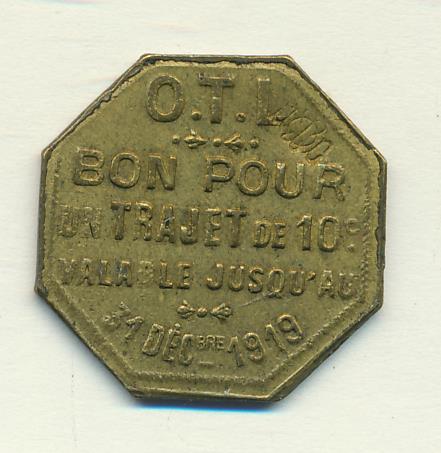 O.T.L
BON POUR
UN TRAJET DE 10c
VALABLE JUSQU'AU
31 DÉCBRE 1919